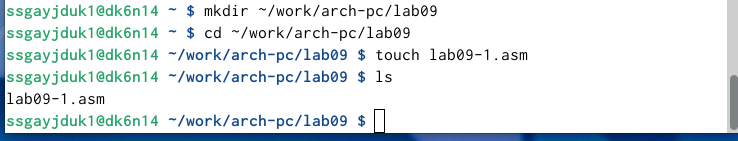 ssgayjduk1@dk6n14 ~ $ mkdir ~/work/arch-pc/lab09
ssgayjduk1@dk6n14 ~ $ cd ~/work/arch-pc/lab09
ssgayjduk1@dk6n14 ~/work/arch-pc/lab09 $ touch lab09-1.asm
ssgayjduk1@dk6n14 ~/work/arch-pc/lab09 $ ls
lab09-1.asm
ssgayjduk1@dk6n14 ~/work/arch-pc/lab09 $